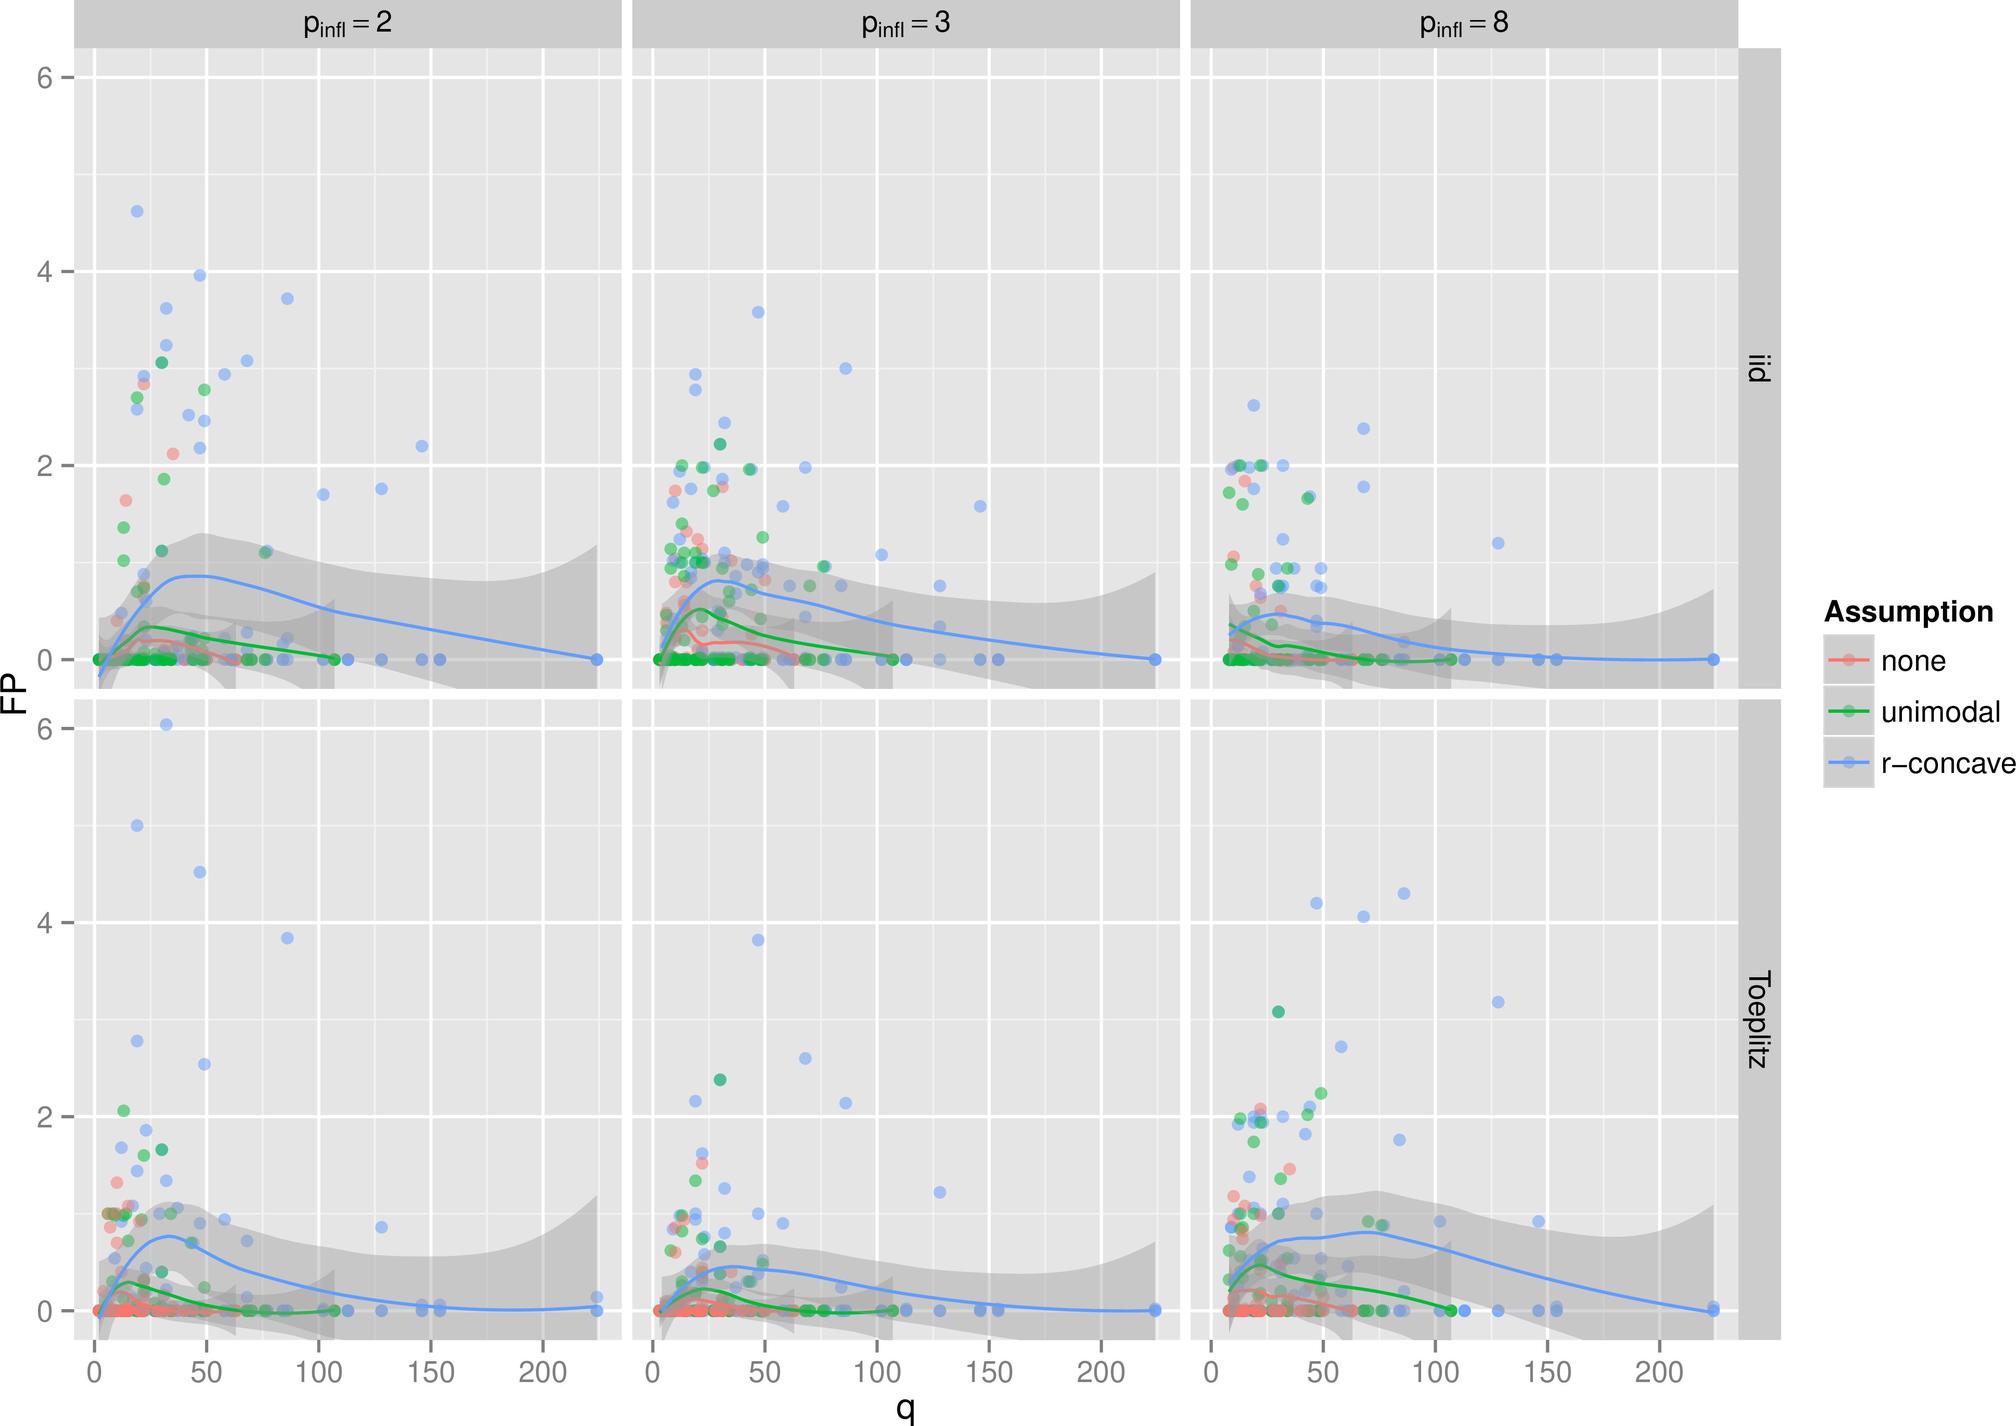 p_infl = 2
p_infl = 3
p_infl = 8
6
4
2
0
iid
FP
6
4
2
0
Toeplitz
0 50 100 150 200
0 50 100 150 200
0 50 100 150 200
q
Assumption
none
unimodal
r−concave